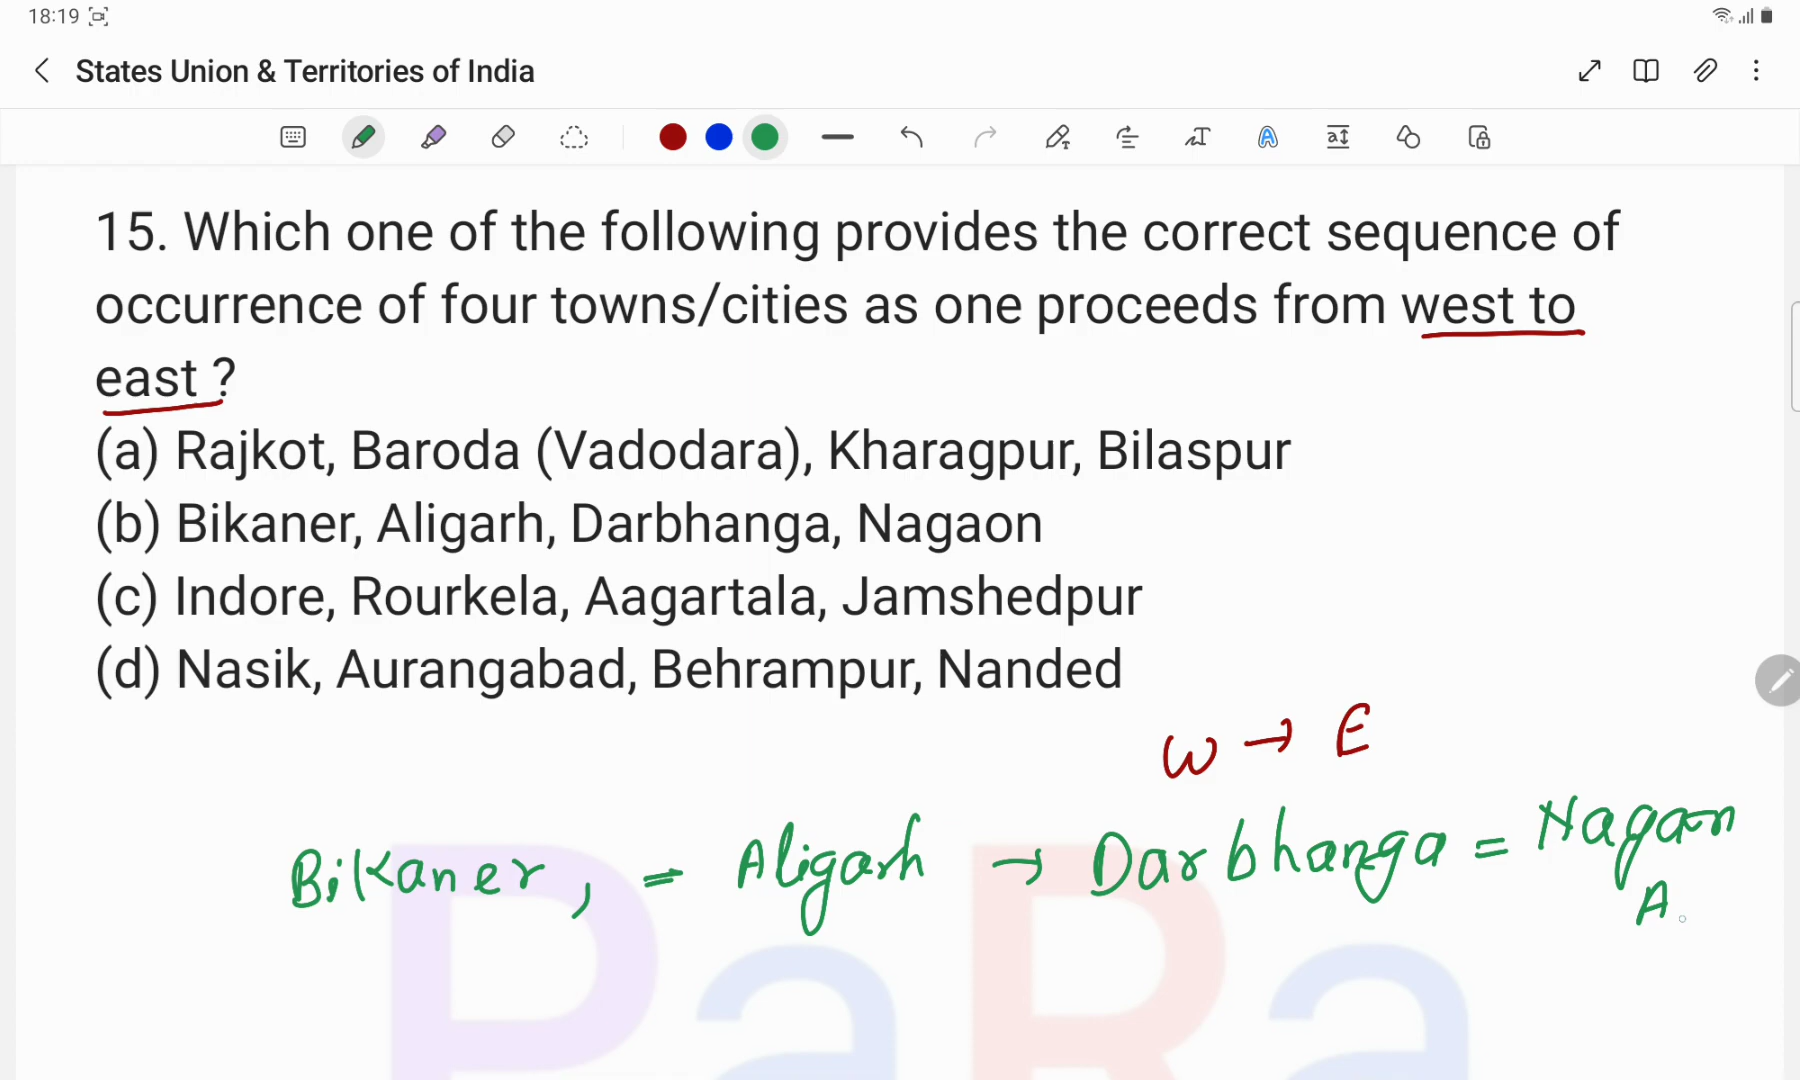 18:19
States Union & Territories of India
15. Which one of the following provides the correct sequence of
occurrence of four towns/cities as one proceeds from west to
east ?
(a) Rajkot, Baroda (Vadodara), Kharagpur, Bilaspur
(b) Bikaner, Aligarh, Darbhanga, Nagaon
(c) Indore, Rourkela, Aagartala, Jamshedpur
(d) Nasik, Aurangabad, Behrampur, Nanded
W → E
Bikaner, = Aligarh → Darbhanga = Nagaon
A
PaRa